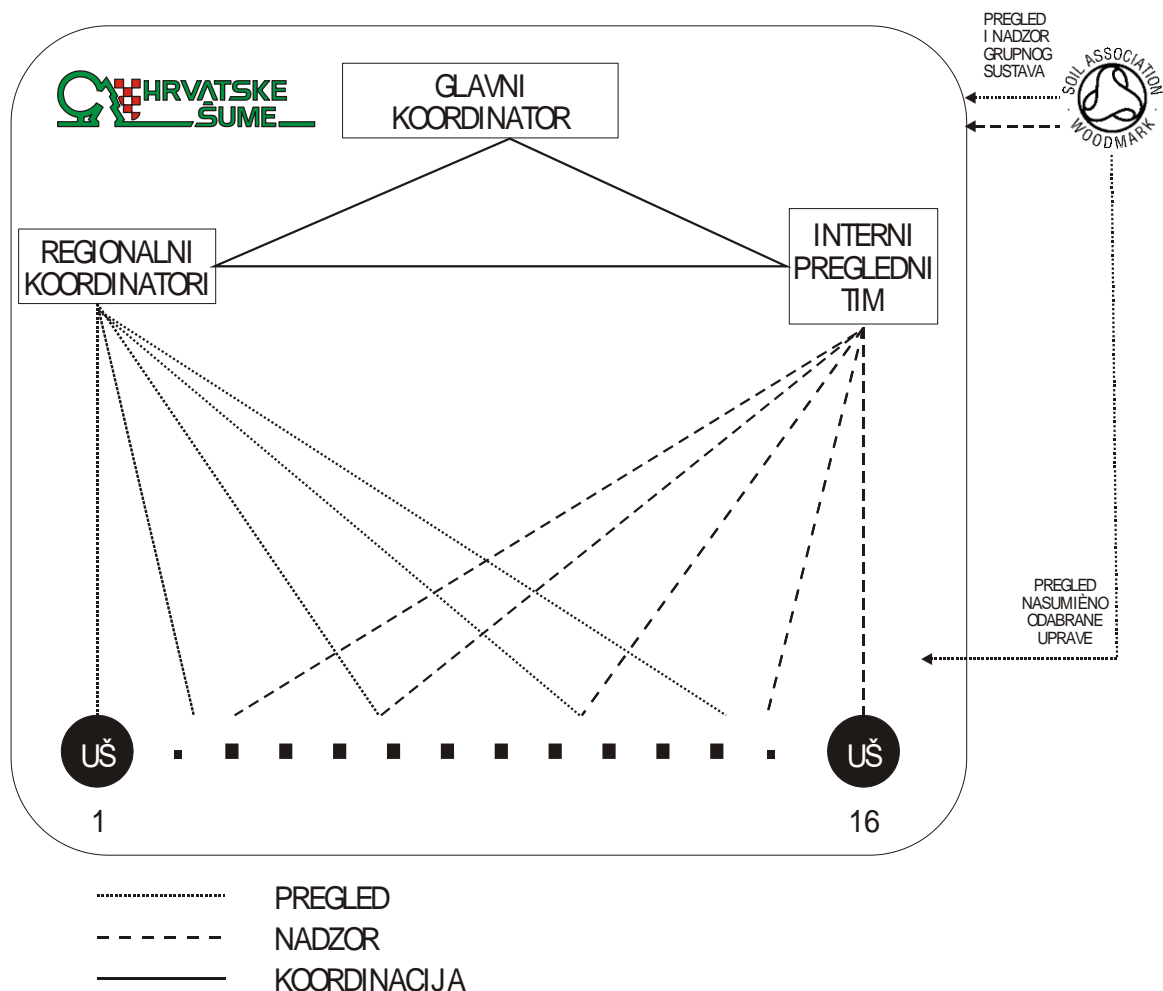 HRVATSKE
ŠUME
GLAVNI
KOORDINATOR
PREGLED
I NADZOR
GRUPNOG
SUSTAVA
SOIL ASSOCIATION
WOODMARK
REGIONALNI
KOORDINATORI
INTERNI
PREGLEDNI
TIM
PREGLED
NASUMIÈNO
ODABRANE
UPRAVE
UŠ
UŠ
1
16
PREGLED
NADZOR
KOORDINACIJA